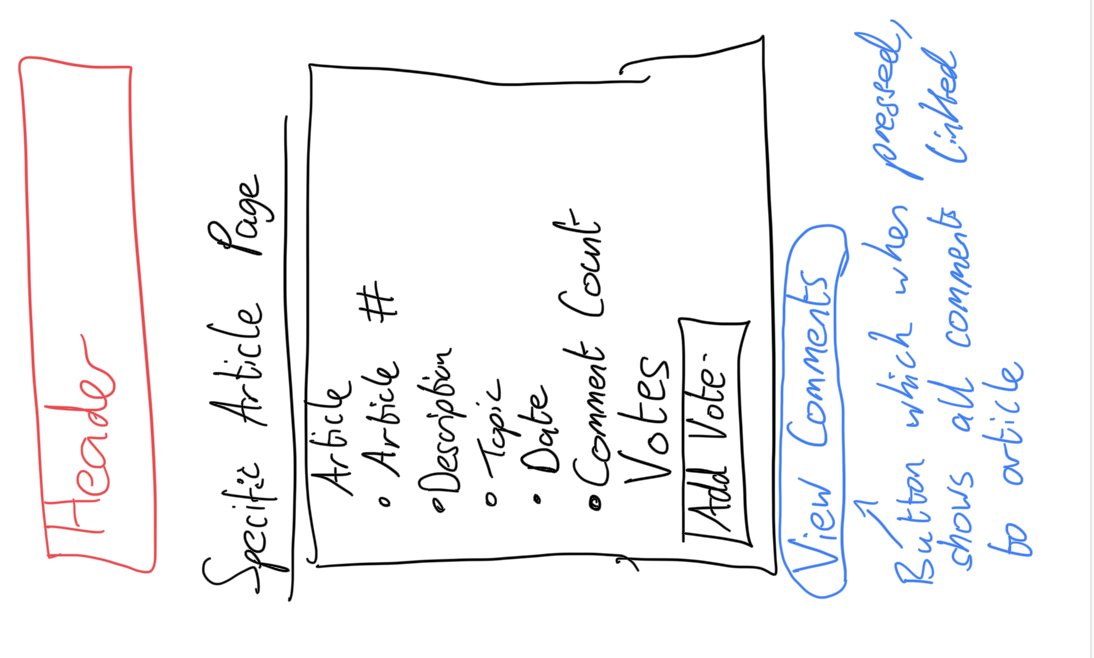 Header
Specific Article Page
Article
• Article #
• Description
• Topic
• Date
• Comment Count
Votes
Add Vote
View Comments
Button which when pressed,
shows all comments linked
to article